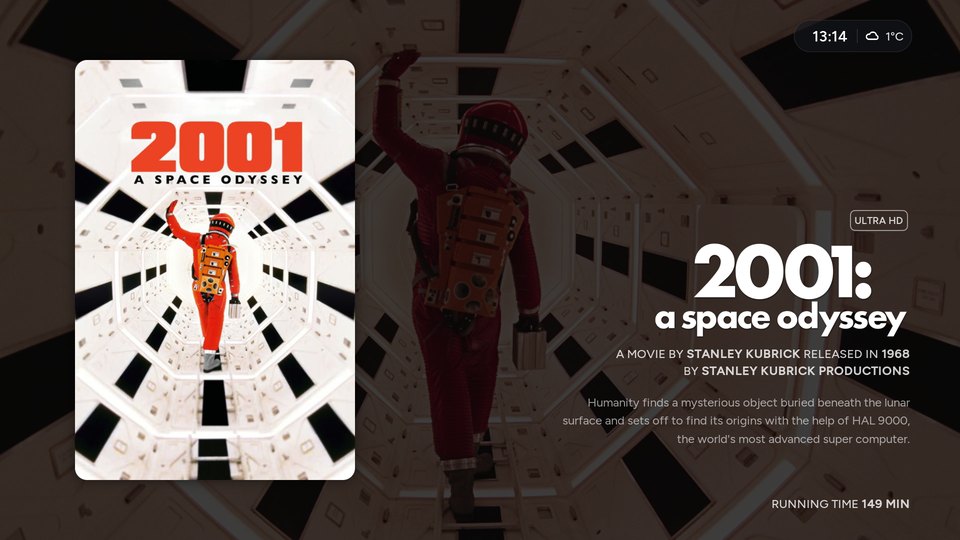 13:14 1°C
2001
A SPACE ODYSSEY
ULTRA HD
2001:
a space odyssey
A MOVIE BY STANLEY KUBRICK RELEASED IN 1968
BY STANLEY KUBRICK PRODUCTIONS
Humanity finds a mysterious object buried beneath the lunar
surface and sets off to find its origins with the help of HAL 9000,
the world's most advanced super computer.
RUNNING TIME 149 MIN